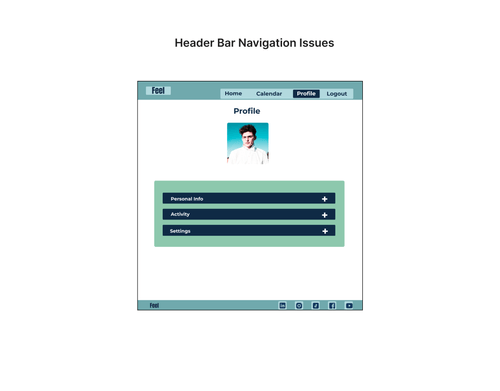 Header Bar Navigation Issues
Feel
Home Calendar Profile Logout
Profile
Personal Info +
Activity +
Settings +
Feel